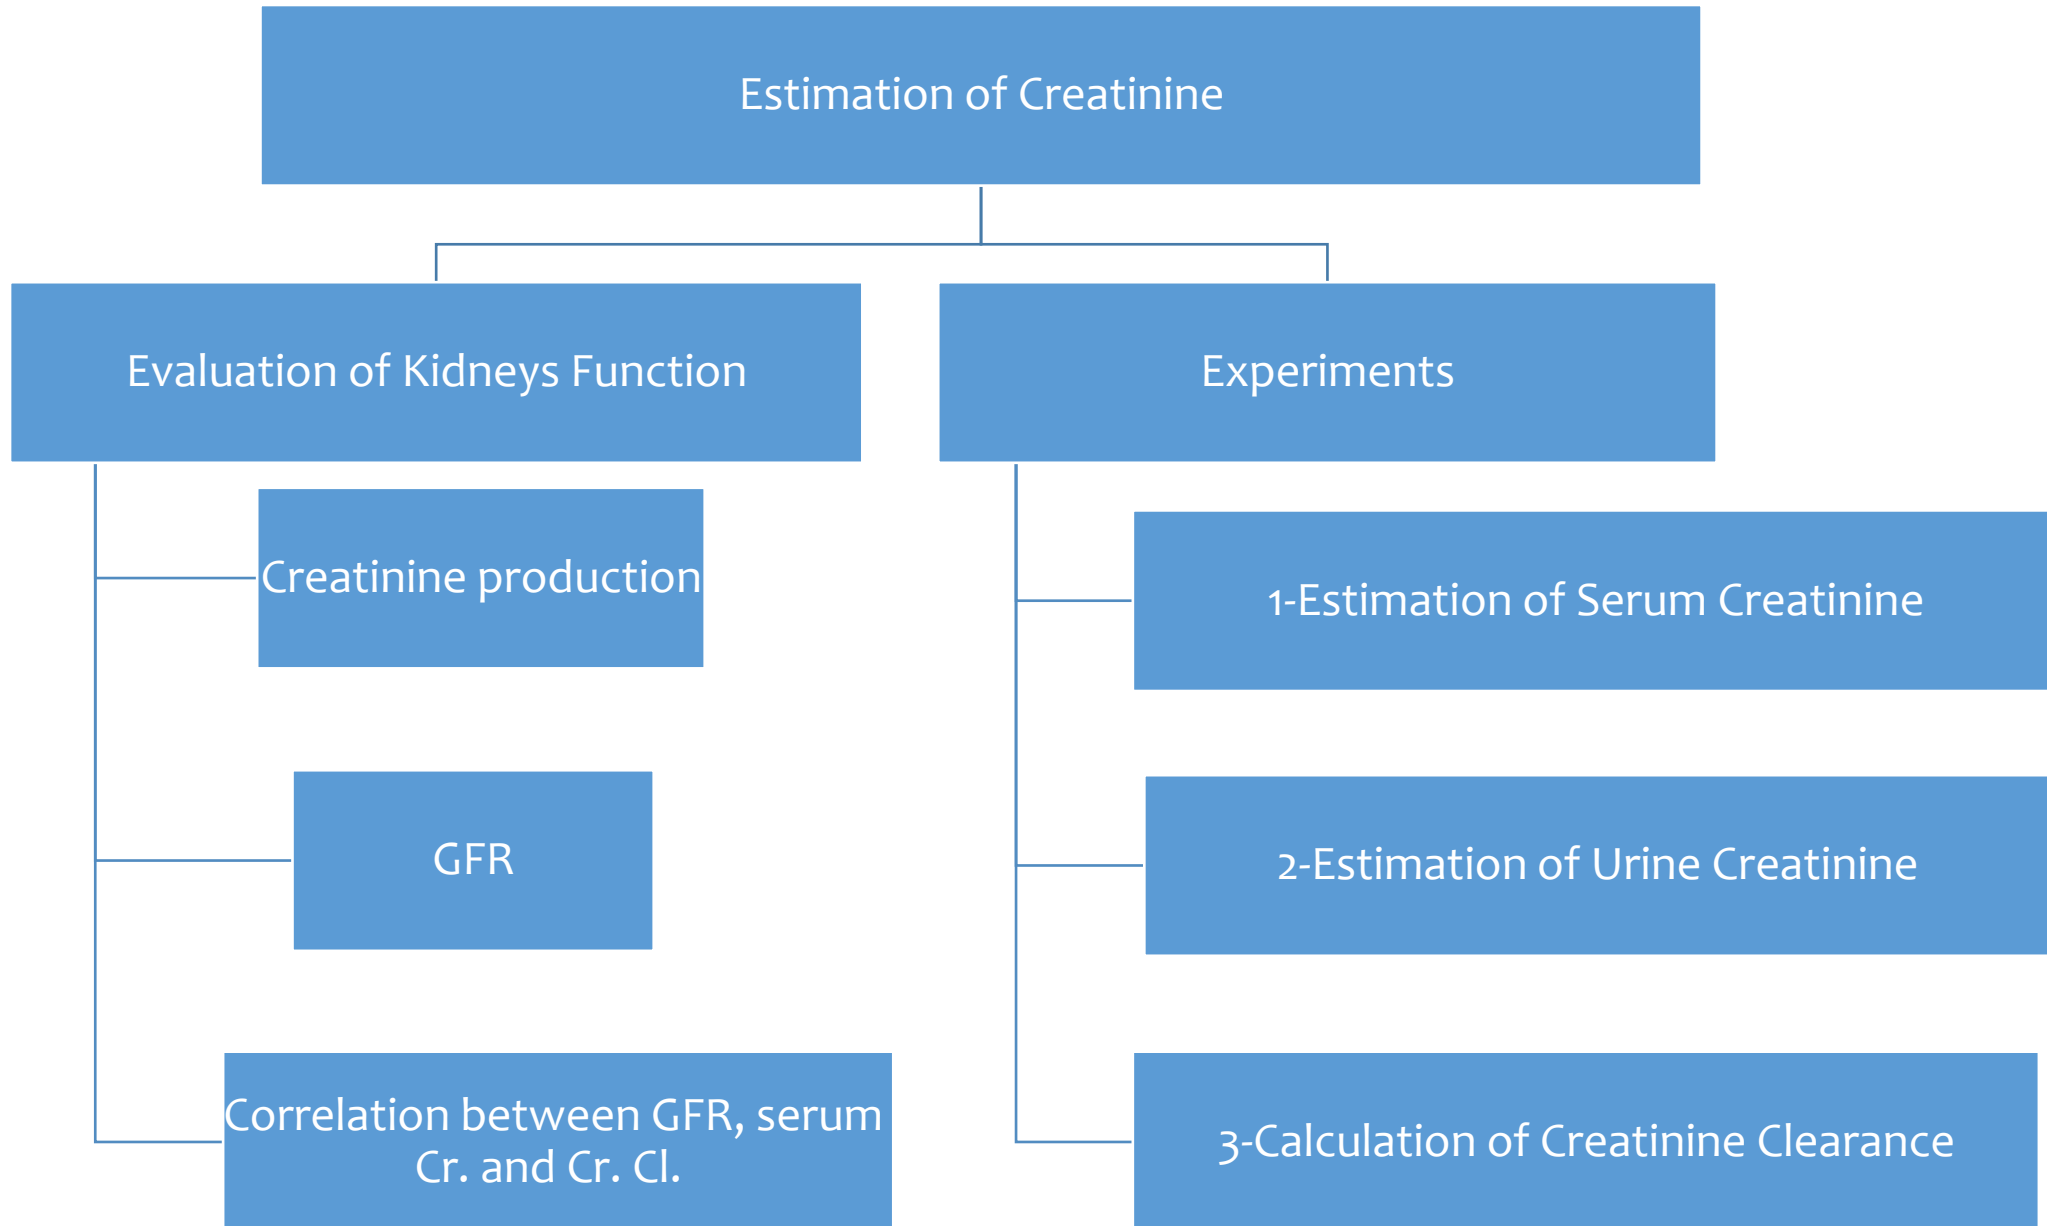 Estimation of Creatinine
Evaluation of Kidneys Function
Experiments
Creatinine production
GFR
Correlation between GFR, serum
Cr. and Cr. Cl.
1-Estimation of Serum Creatinine
2-Estimation of Urine Creatinine
3-Calculation of Creatinine Clearance